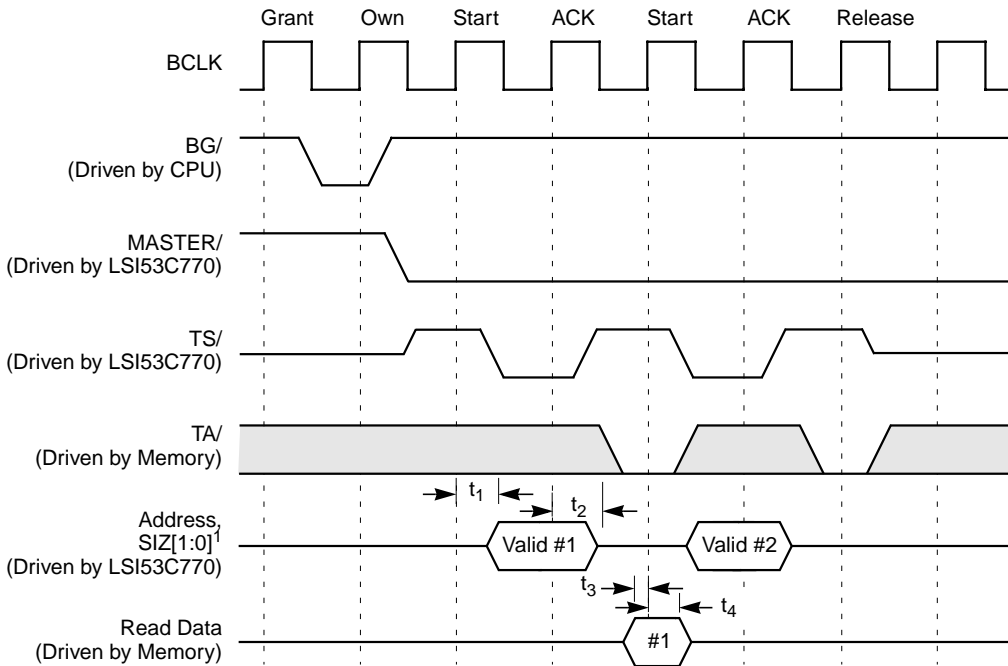 Grant Own Start ACK Start ACK Release
BCLK
BG/
(Driven by CPU)
MASTER/
(Driven by LSI53C770)
TS/
(Driven by LSI53C770)
TA/
(Driven by Memory)
t1
t2
Address,
SIZ[1:0]1
(Driven by LSI53C770)
Valid #1 Valid #2
t3
t4
Read Data
(Driven by Memory)
#1